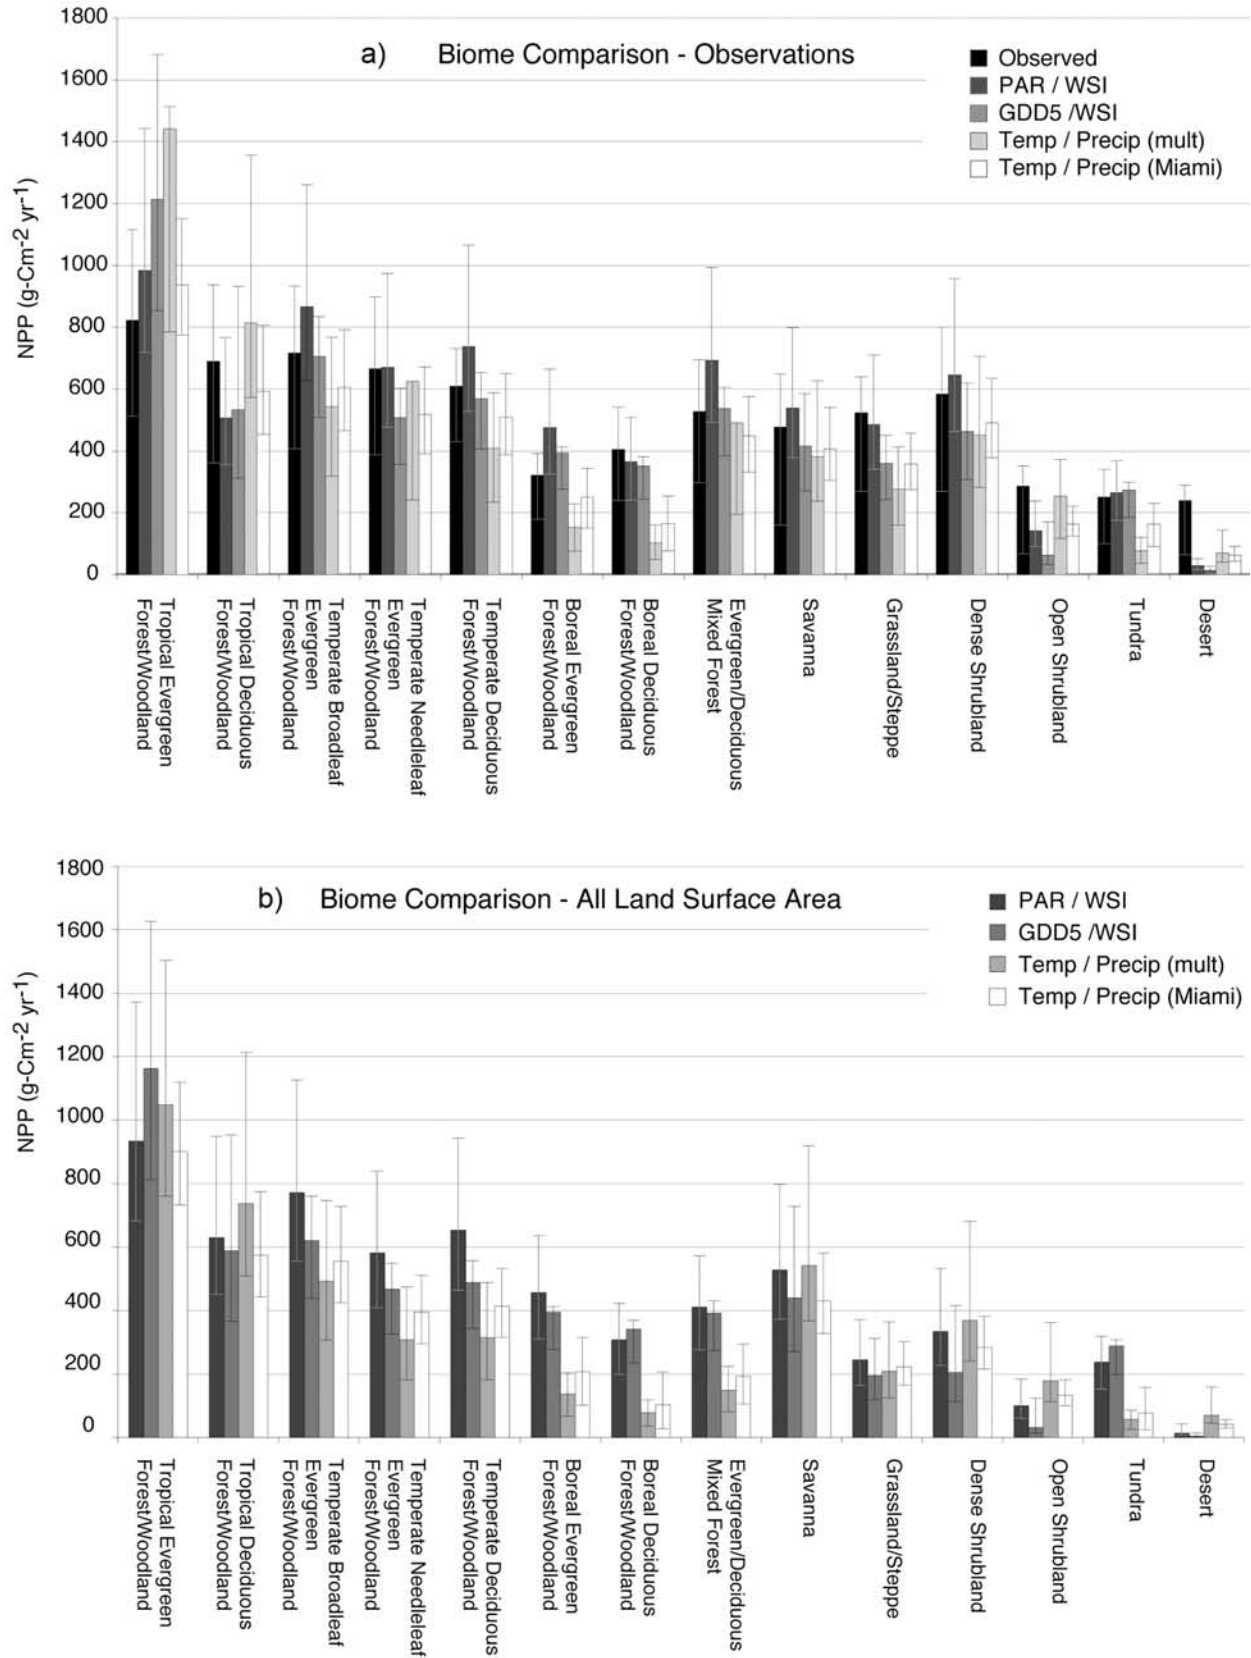 1800
1600
1400
1200
1000
800
600
400
200
0
NPP (g-Cm-2 yr-1)
a) Biome Comparison - Observations
Observed
PAR / WSI
GDD5 /WSI
Temp / Precip (mult)
Temp / Precip (Miami)
Tropical Evergreen
Forest/Woodland
Tropical Deciduous
Forest/Woodland
Temperate Broadleaf
Evergreen
Forest/Woodland
Temperate Needleleaf
Evergreen
Forest/Woodland
Temperate Deciduous
Forest/Woodland
Boreal Evergreen
Forest/Woodland
Boreal Deciduous
Forest/Woodland
Evergreen/Deciduous
Mixed Forest
Savanna
Grassland/Steppe
Dense Shrubland
Open Shrubland
Tundra
Desert
1800
1600
1400
1200
1000
800
600
400
200
0
NPP (g-Cm-2 yr-1)
b) Biome Comparison - All Land Surface Area
PAR / WSI
GDD5 /WSI
Temp / Precip (mult)
Temp / Precip (Miami)
Tropical Evergreen
Forest/Woodland
Tropical Deciduous
Forest/Woodland
Temperate Broadleaf
Evergreen
Forest/Woodland
Temperate Needleleaf
Evergreen
Forest/Woodland
Temperate Deciduous
Forest/Woodland
Boreal Evergreen
Forest/Woodland
Boreal Deciduous
Forest/Woodland
Evergreen/Deciduous
Mixed Forest
Savanna
Grassland/Steppe
Dense Shrubland
Open Shrubland
Tundra
Desert